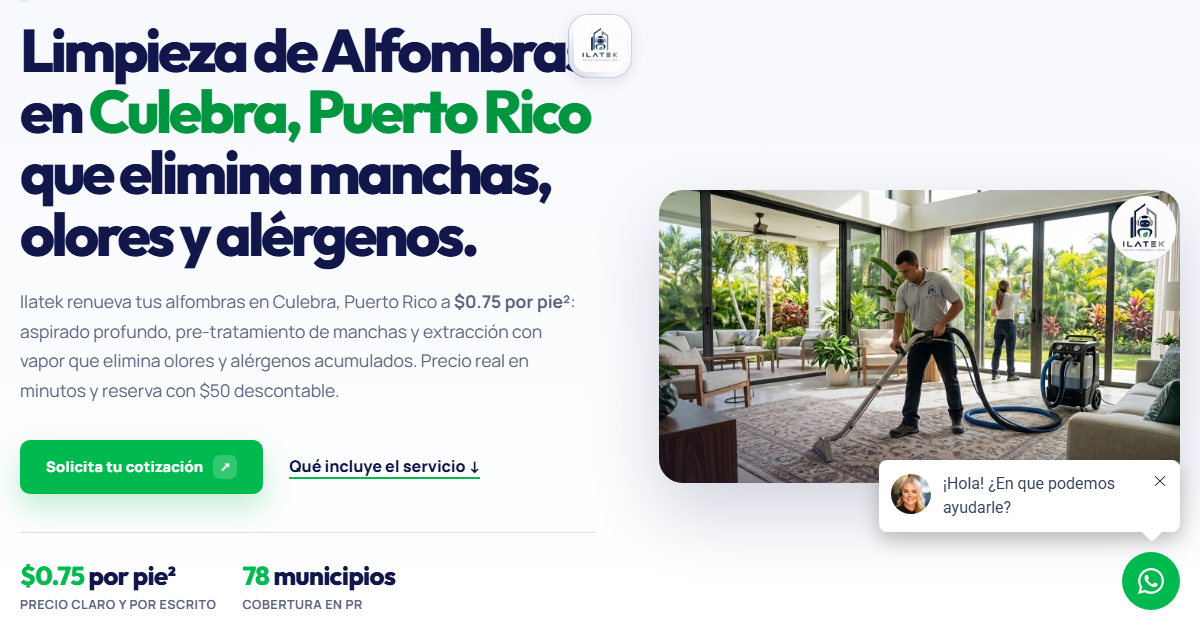 Limpieza de Alfombras
ILATEK
en Culebra, Puerto Rico
que elimina manchas,
olores y alérgenos.
Ilatek renueva tus alfombras en Culebra, Puerto Rico a $0.75 por pie²:
aspirado profundo, pre-tratamiento de manchas y extracción con
vapor que elimina olores y alérgenos acumulados. Precio real en
minutos y reserva con $50 descontable.
Solicita tu cotización ↗
Qué incluye el servicio ↓
$0.75 por pie²
PRECIO CLARO Y POR ESCRITO
78 municipios
COBERTURA EN PR
ILATEK
¡Hola! ¿En que podemos
ayudarle?